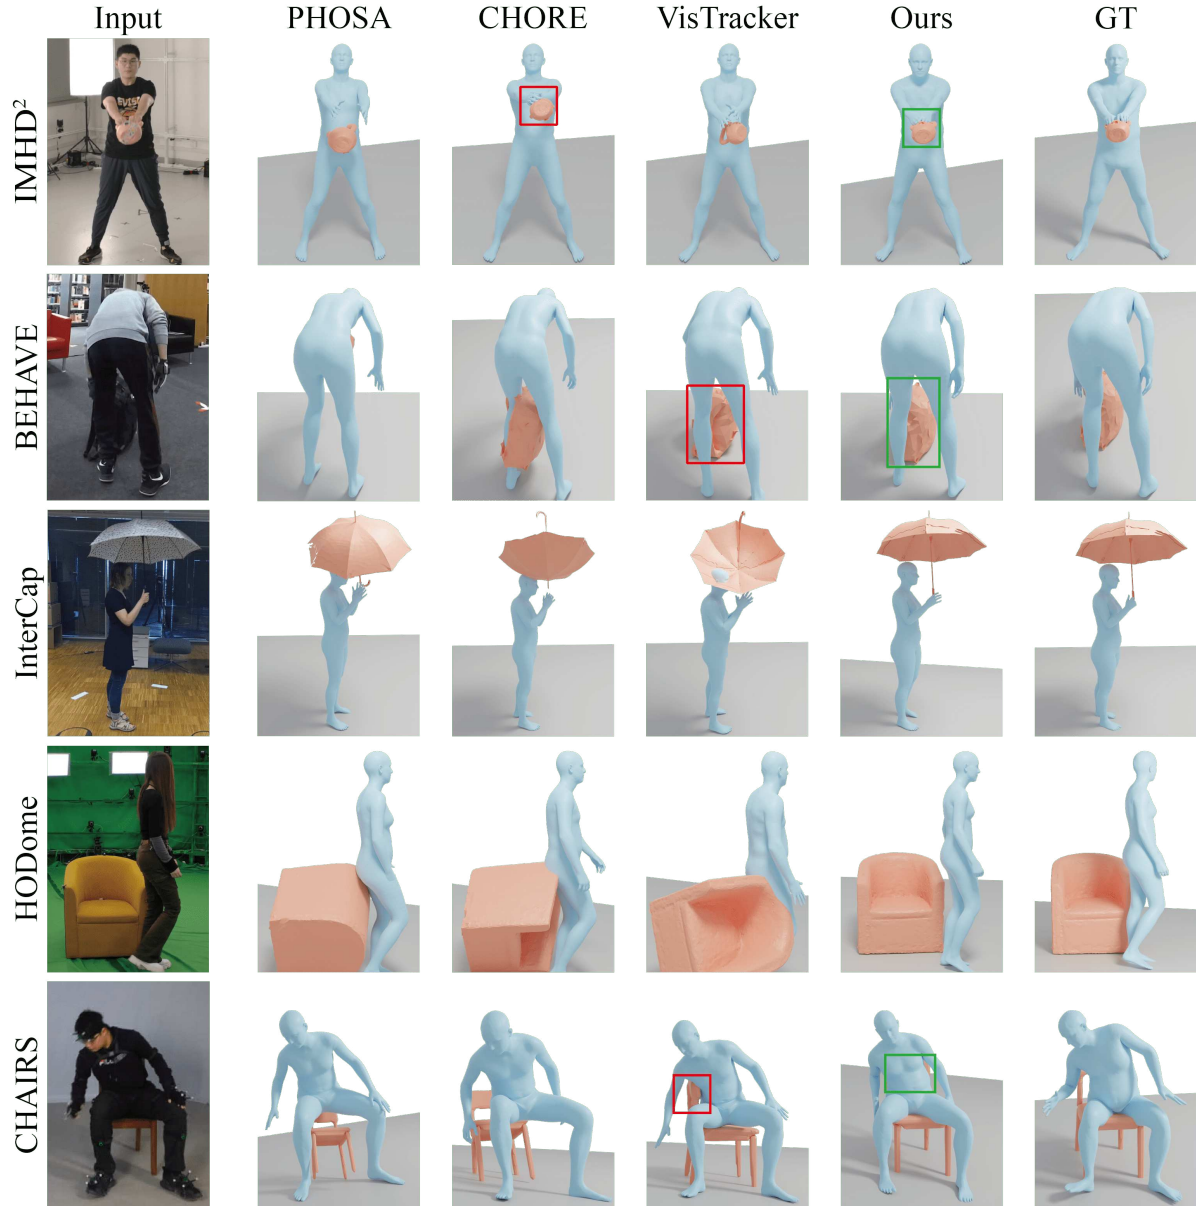 Input PHOSA CHORE VisTracker Ours GT
IMHD²
BEHAVE
InterCap
HODome
CHAIRS